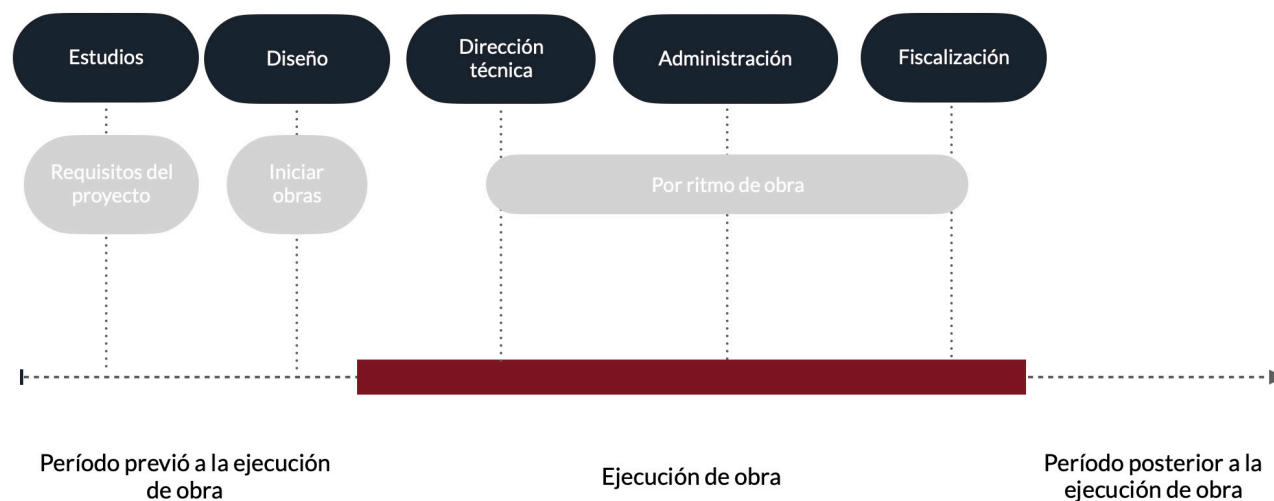 Estudios
Diseño
Dirección
técnica
Administración
Fiscalización
Requisitos del
proyecto
Iniciar
obras
Por ritmo de obra
Período previó a la ejecución
de obra
Ejecución de obra
Período posterior a la
ejecución de obra